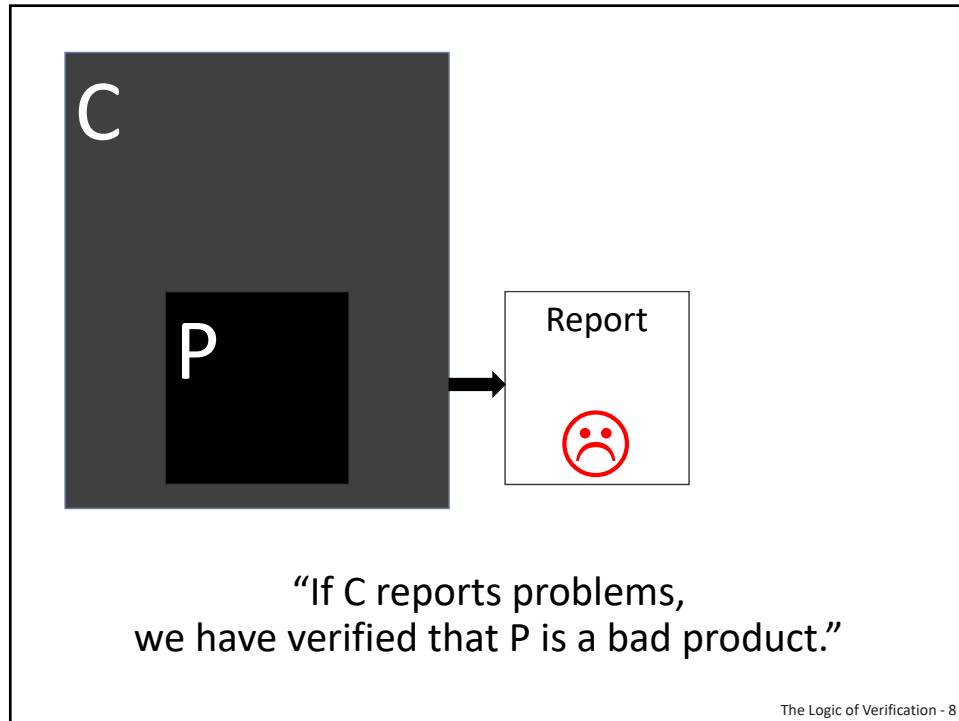 C
P
Report
“If C reports problems,
we have verified that P is a bad product.”
The Logic of Verification - 8